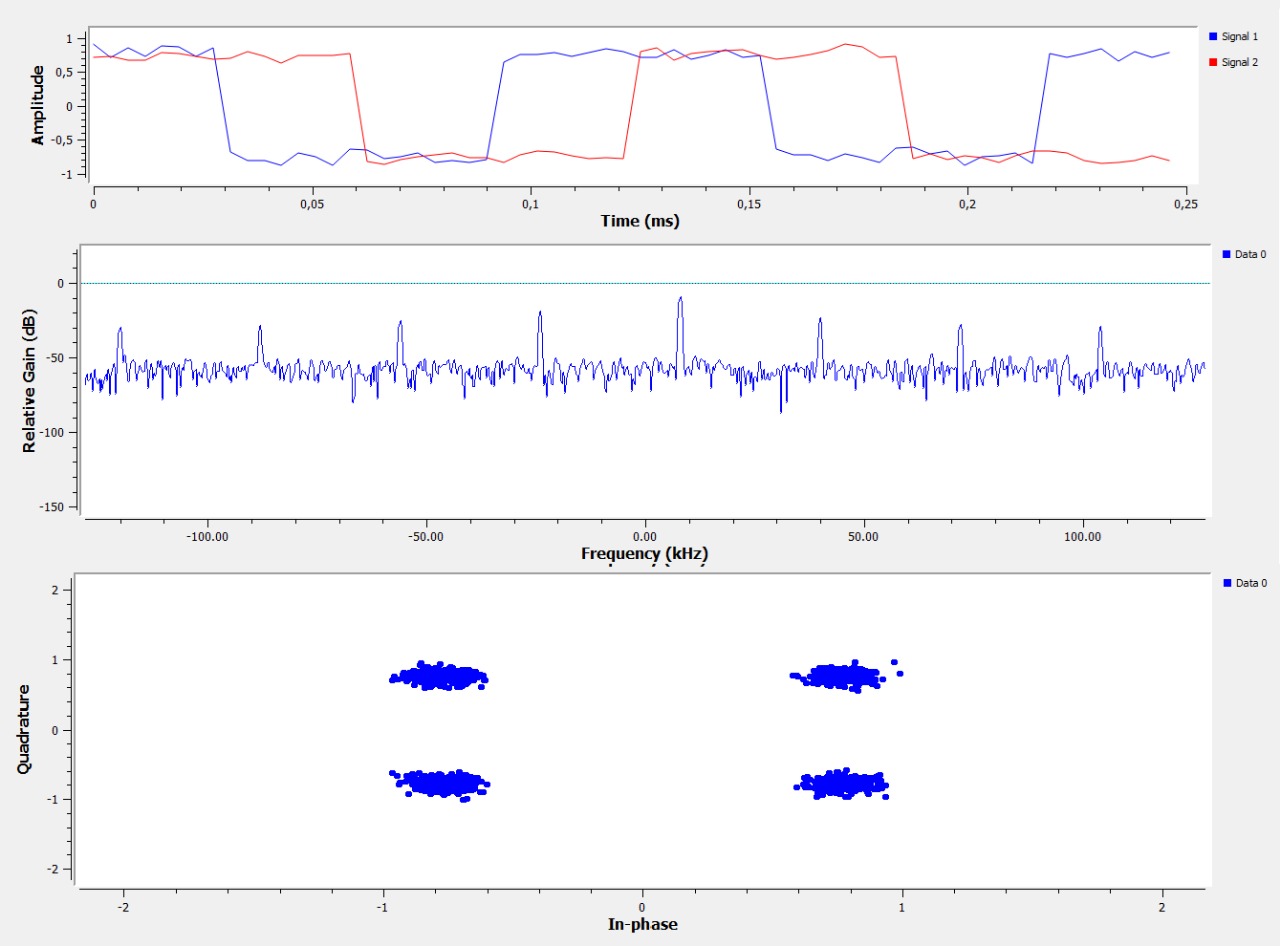 Amplitude
1
0,5
0
-0,5
-1
Signal 1
Signal 2
0 0,05 0,1 0,15 0,2 0,25
Time (ms)
Relative Gain (dB)
0
-50
-100
-150
Data 0
-100.00 -50.00 0.00 50.00 100.00
Frequency (kHz)
Quadrature
2
1
0
-1
-2
Data 0
-2 -1 0 1 2
In-phase